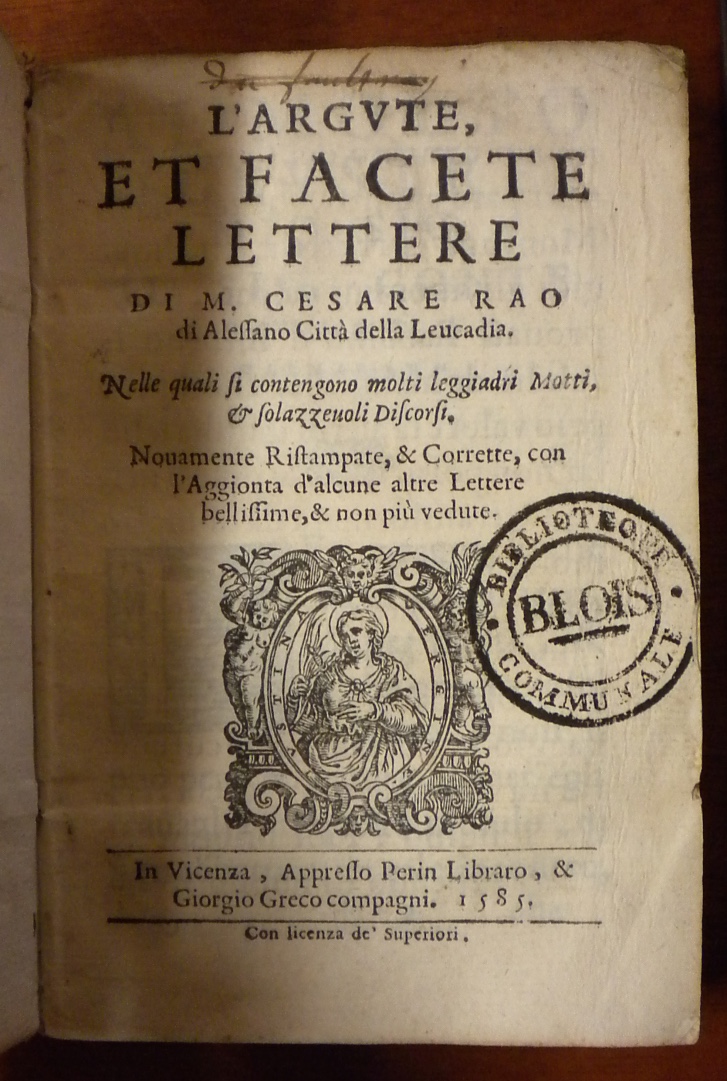 L'ARGVTE,
ET FACETE
LETTERE
DI M. CESARE RAO
di Aleſſano Città della Leucadia.
Nelle quali ſi contengono molti leggiadri Motti,
& ſolazzeuoli Diſcorſi.
Nouamente Riſtampate, & Corrette, con
l'Aggionta d'alcune altre Lettere
belliſſime, & non più vedute.
BIBLIOTHEQUE
BLOIS
COMMUNALE
VERGINE
In Vicenza, Appreſſo Perin Libraro, &
Giorgio Greco compagni. 1585.
Con licenza de' Superiori.